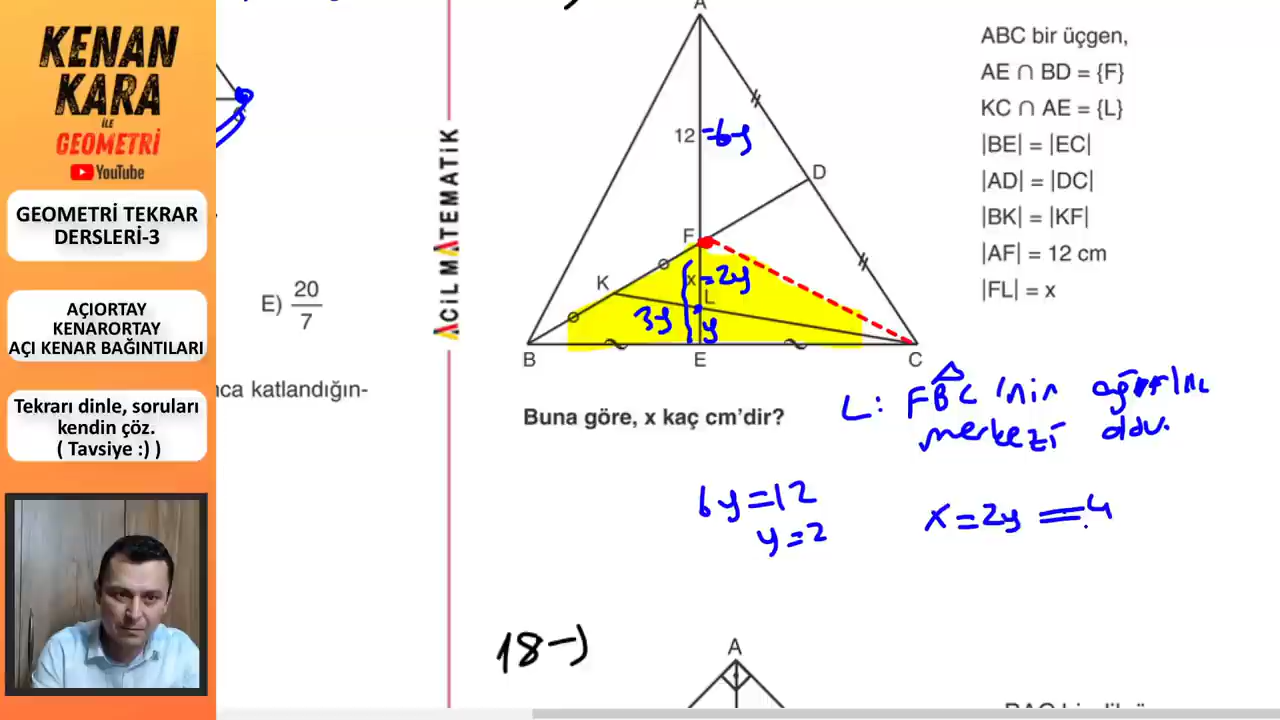 KENAN
KARA
İLE
GEOMETRİ
YouTube
GEOMETRİ TEKRAR
DERSLERİ-3
AÇIORTAY
KENARORTAY
AÇI KENAR BAĞINTILARI
Tekrarı dinle, soruları
kendin çöz.
( Tavsiye :) )
E) 20/7
nca katlandığın-
ACİL MATEMATİK
A
12 =6y
D
F
x =2y
K
L
3y
y
B
E
C
ABC bir üçgen,
AE ∩ BD = {F}
KC ∩ AE = {L}
|BE| = |EC|
|AD| = |DC|
|BK| = |KF|
|AF| = 12 cm
|FL| = x
Buna göre, x kaç cm'dir?
L: FBC 'nin ağırlık
merkezi oldu.
6y=12
y=2
x=2y=4
18-)
A